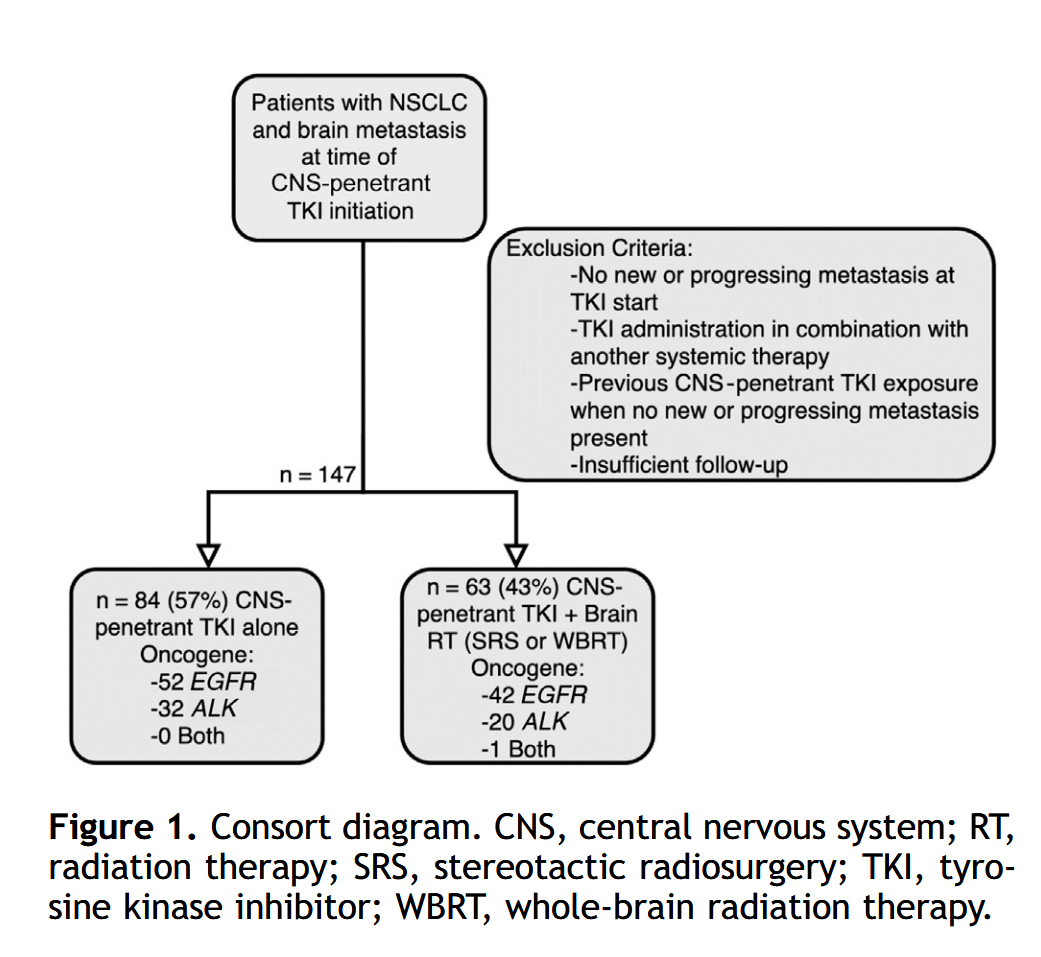 Patients with NSCLC
and brain metastasis
at time of
CNS-penetrant
TKI initiation
Exclusion Criteria:
-No new or progressing metastasis at
TKI start
-TKI administration in combination with
another systemic therapy
-Previous CNS-penetrant TKI exposure
when no new or progressing metastasis
present
-Insufficient follow-up
n = 147
n = 84 (57%) CNS-
penetrant TKI alone
Oncogene:
-52 EGFR
-32 ALK
-0 Both
n = 63 (43%) CNS-
penetrant TKI + Brain
RT (SRS or WBRT)
Oncogene:
-42 EGFR
-20 ALK
-1 Both
Figure 1. Consort diagram. CNS, central nervous system; RT,
radiation therapy; SRS, stereotactic radiosurgery; TKI, tyro-
sine kinase inhibitor; WBRT, whole-brain radiation therapy.